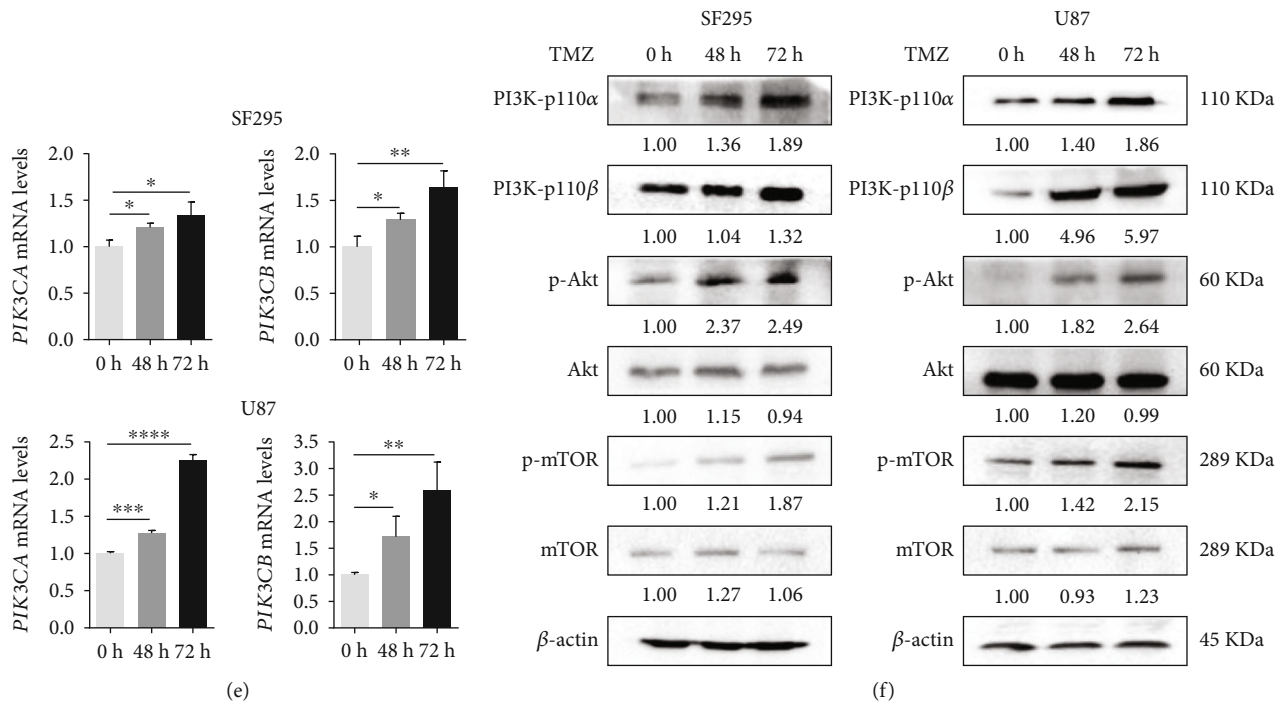 SF295
PIK3CA mRNA levels
2.0
1.5
1.0
0.5
0.0
*
*
0 h 48 h 72 h
PIK3CB mRNA levels
2.0
1.5
1.0
0.5
0.0
*
**
0 h 48 h 72 h
U87
PIK3CA mRNA levels
2.5
2.0
1.5
1.0
0.5
0.0
***
****
0 h 48 h 72 h
PIK3CB mRNA levels
3.5
3.0
2.5
2.0
1.5
1.0
0.5
0.0
*
**
0 h 48 h 72 h
(e)
SF295
TMZ 0 h 48 h 72 h
PI3K-p110α
1.00 1.36 1.89
PI3K-p110β
1.00 1.04 1.32
p-Akt
1.00 2.37 2.49
Akt
1.00 1.15 0.94
p-mTOR
1.00 1.21 1.87
mTOR
1.00 1.27 1.06
β-actin
U87
TMZ 0 h 48 h 72 h
PI3K-p110α 110 KDa
1.00 1.40 1.86
PI3K-p110β 110 KDa
1.00 4.96 5.97
p-Akt 60 KDa
1.00 1.82 2.64
Akt 60 KDa
1.00 1.20 0.99
p-mTOR 289 KDa
1.00 1.42 2.15
mTOR 289 KDa
1.00 0.93 1.23
β-actin 45 KDa
(f)